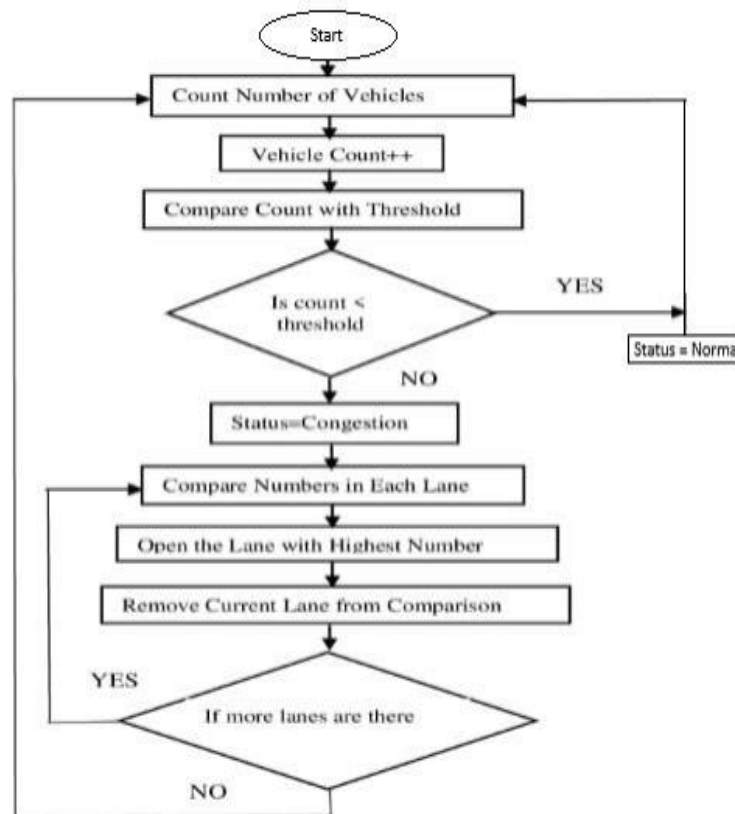 Start
Count Number of Vehicles
Vehicle Count++
Compare Count with Threshold
Is count <
threshold
YES
Status = Norma
NO
Status=Congestion
Compare Numbers in Each Lane
Open the Lane with Highest Number
Remove Current Lane from Comparison
YES
If more lanes are there
NO